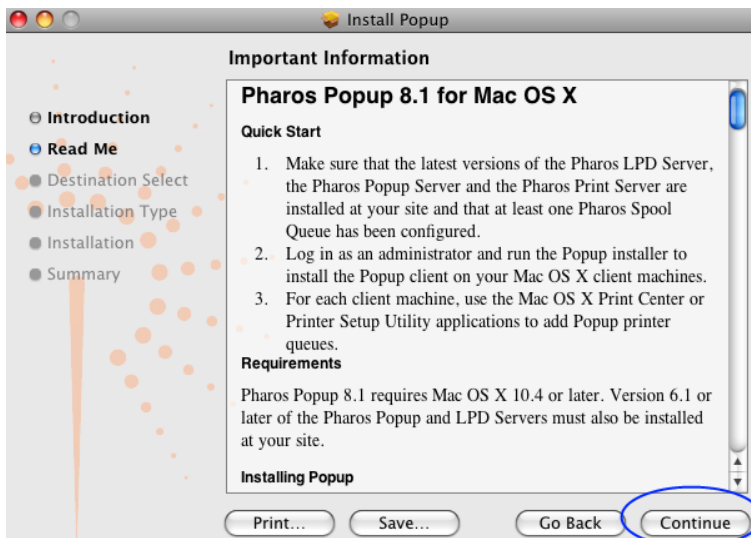 Install Popup
Important Information
Introduction
Read Me
Destination Select
Installation Type
Installation
Summary
Pharos Popup 8.1 for Mac OS X
Quick Start
1. Make sure that the latest versions of the Pharos LPD Server,
the Pharos Popup Server and the Pharos Print Server are
installed at your site and that at least one Pharos Spool
Queue has been configured.
2. Log in as an administrator and run the Popup installer to
install the Popup client on your Mac OS X client machines.
3. For each client machine, use the Mac OS X Print Center or
Printer Setup Utility applications to add Popup printer
queues.
Requirements
Pharos Popup 8.1 requires Mac OS X 10.4 or later. Version 6.1 or
later of the Pharos Popup and LPD Servers must also be installed
at your site.
Installing Popup
Print... Save... Go Back Continue